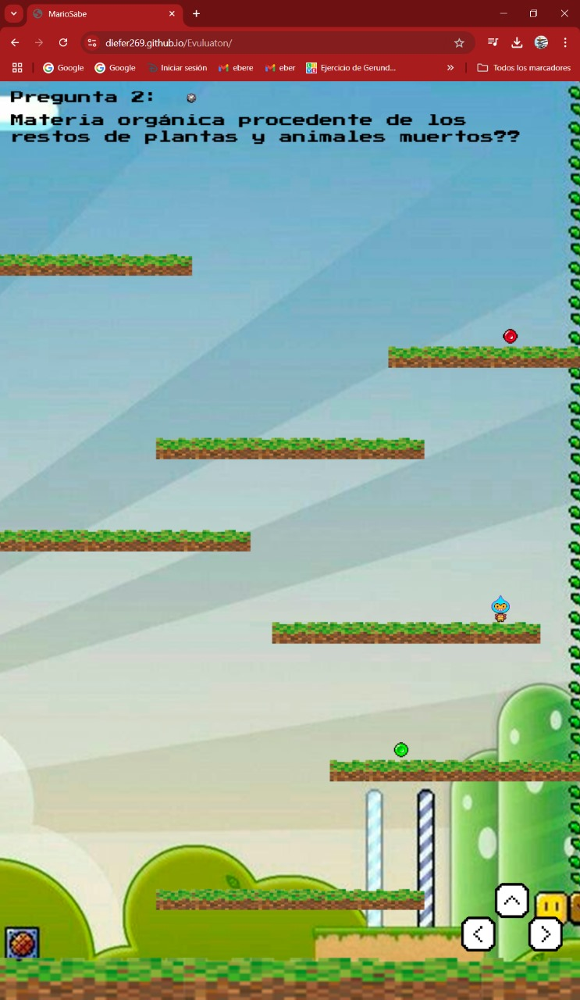 MarioSabe
diefer269.github.io/Evuluaton/
Google
Google
Iniciar sesión
ebere
eber
Ejercicio de Gerund...
Todos los marcadores
Pregunta 2:
Materia orgánica procedente de los
restos de plantas y animales muertos??